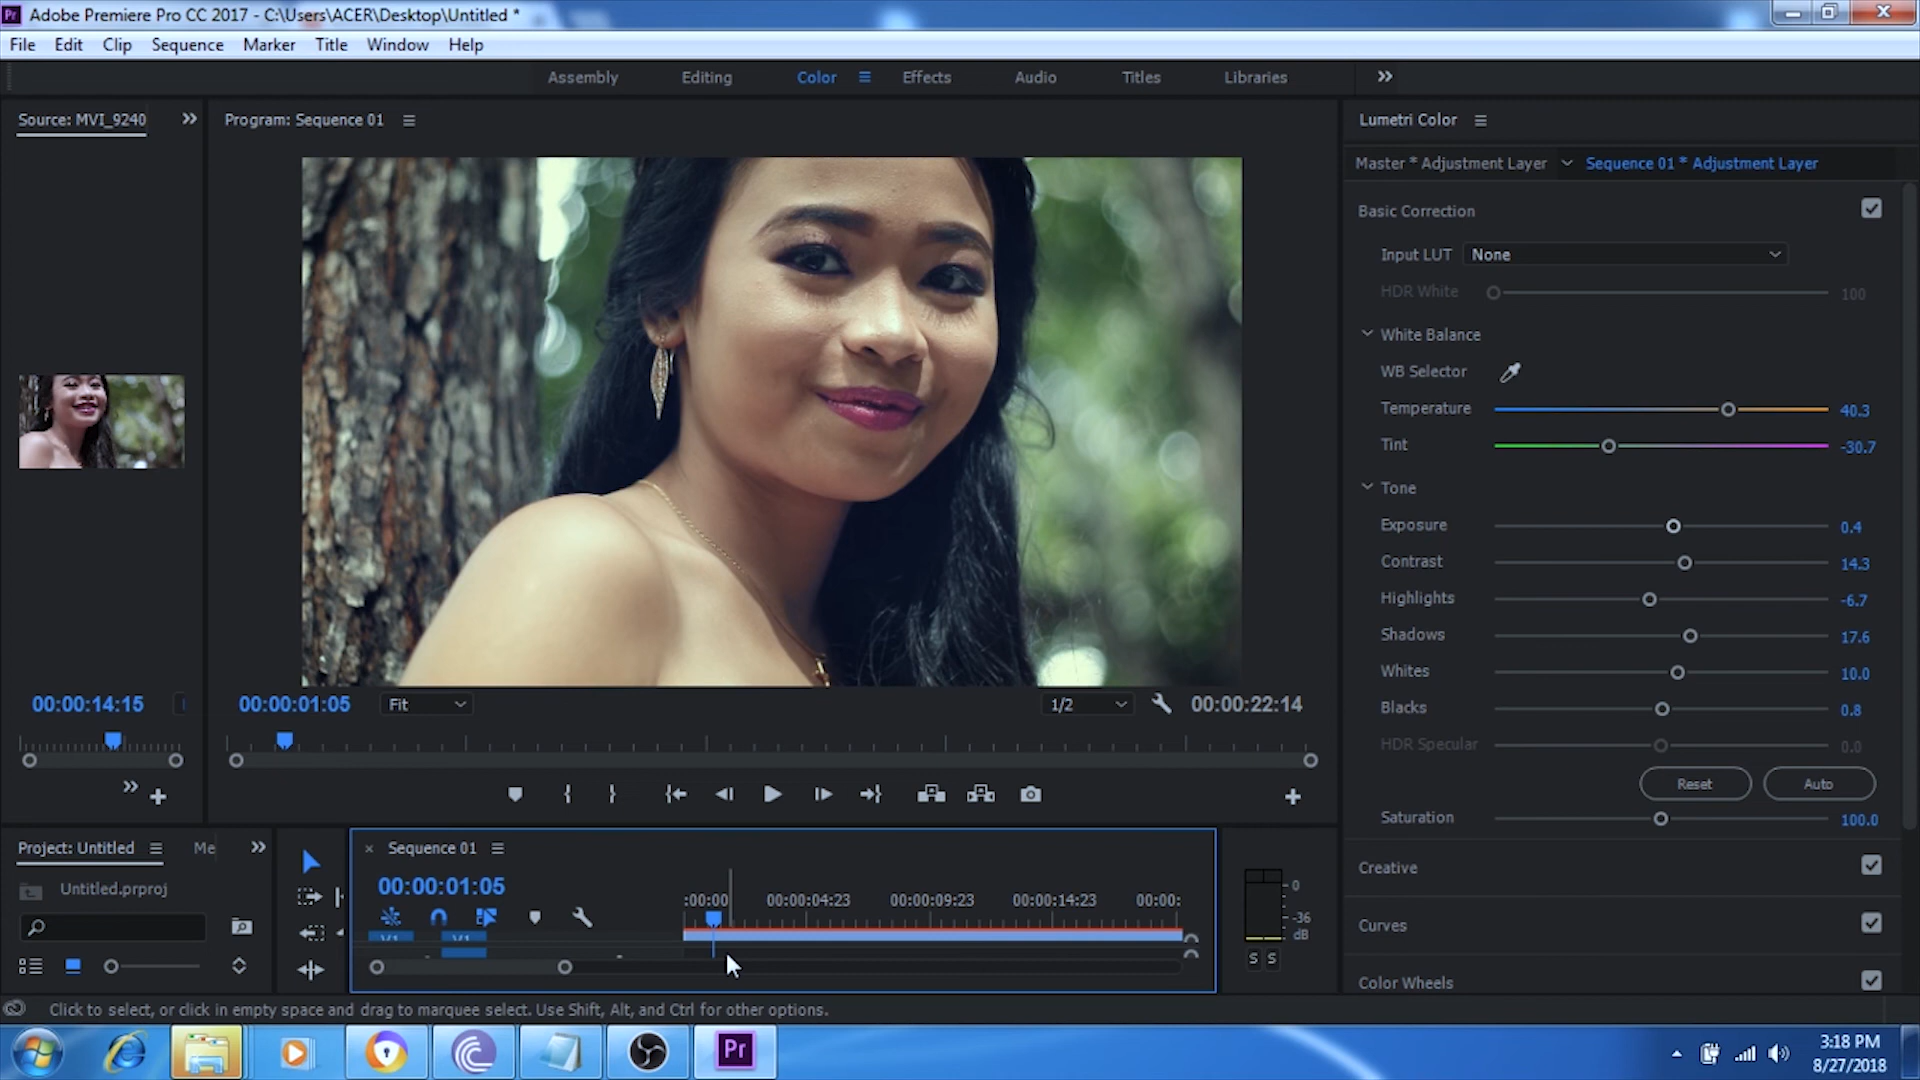 Pr Adobe Premiere Pro CC 2017 - C:\Users\ACER\Desktop\Untitled *
File Edit Clip Sequence Marker Title Window Help
Assembly Editing Color Effects Audio Titles Libraries
Source: MVI_9240
Program: Sequence 01
Lumetri Color
Master * Adjustment Layer Sequence 01 * Adjustment Layer
Basic Correction
Input LUT None
HDR White 100
White Balance
WB Selector
Temperature 40.3
Tint -30.7
Tone
Exposure 0.4
Contrast 14.3
Highlights -6.7
Shadows 17.6
Whites 10.0
Blacks 0.8
HDR Specular 0.0
Reset Auto
Saturation 100.0
Creative
Curves
Color Wheels
00:00:14:15
00:00:01:05 Fit 1/2 00:00:22:14
Project: Untitled Me
Untitled.prproj
Sequence 01
00:00:01:05
:00:00 00:00:04:23 00:00:09:23 00:00:14:23 00:00:
V1 V1
0
-36
dB
S S
Click to select, or click in empty space and drag to marquee select. Use Shift, Alt, and Ctrl for other options.
Pr
3:18 PM
8/27/2018